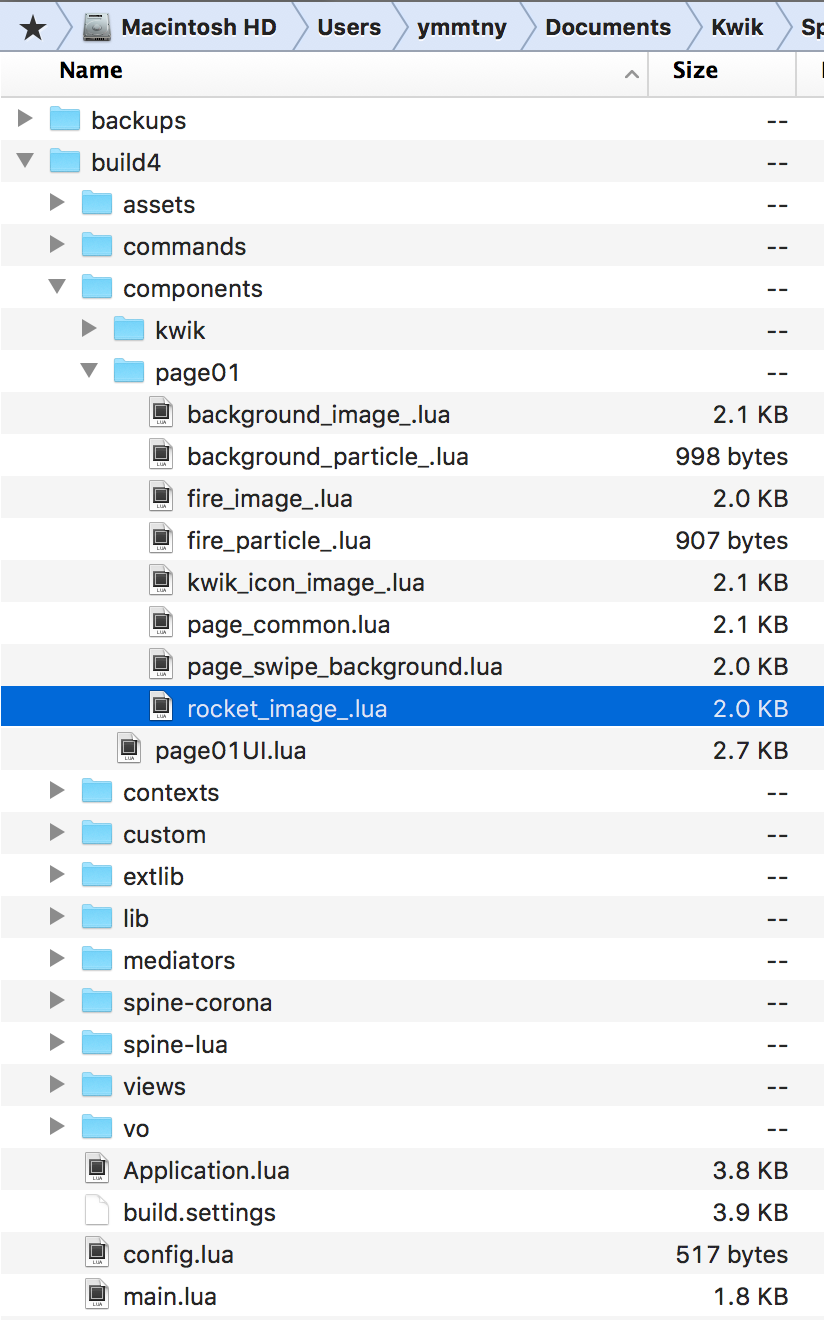 Macintosh HD Users ymmtny Documents Kwik Sp
Name Size
backups --
build4 --
assets --
commands --
components --
kwik --
page01 --
background_image_.lua 2.1 KB
background_particle_.lua 998 bytes
fire_image_.lua 2.0 KB
fire_particle_.lua 907 bytes
kwik_icon_image_.lua 2.1 KB
page_common.lua 2.1 KB
page_swipe_background.lua 2.0 KB
rocket_image_.lua 2.0 KB
page01UI.lua 2.7 KB
contexts --
custom --
extlib --
lib --
mediators --
spine-corona --
spine-lua --
views --
vo --
Application.lua 3.8 KB
build.settings 3.9 KB
config.lua 517 bytes
main.lua 1.8 KB